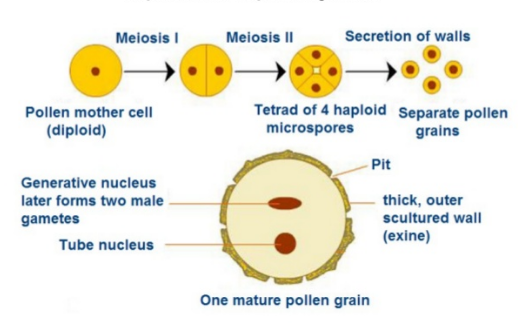 Meiosis I
Meiosis II
Secretion of walls
Pollen mother cell
(diploid)
Tetrad of 4 haploid
microspores
Separate pollen
grains
Pit
Generative nucleus
later forms two male
gametes
thick, outer
scultured wall
(exine)
Tube nucleus
One mature pollen grain